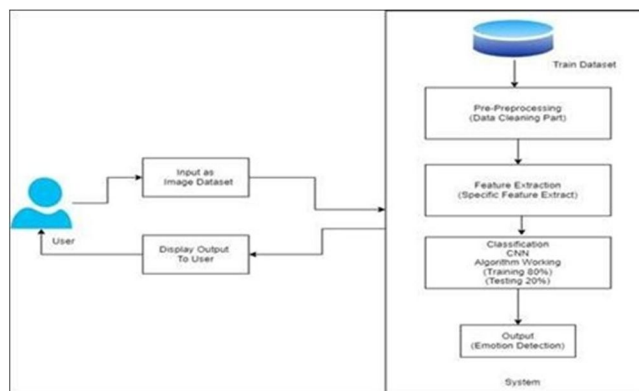 Train Dataset
Pre-Preprocessing
(Data Cleaning Part)
Input as
Image Dataset
Feature Extraction
(Specific Feature Extract)
User
Display Output
To User
Classification
CNN
Algorithm Working
(Training 80%)
(Testing 20%)
Output
(Emotion Detection)
System